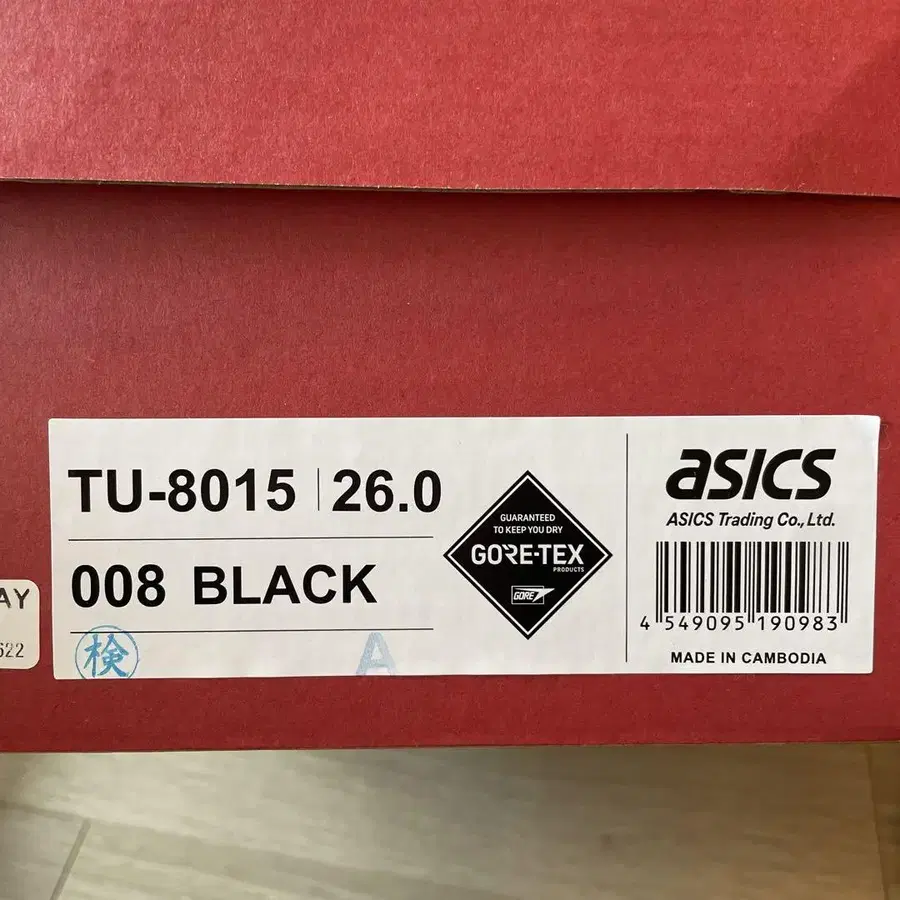 TU-8015 | 26.0
008 BLACK
検
A
GUARANTEED
TO KEEP YOU DRY
GORE-TEX
PRODUCTS
GORE
asics
ASICS Trading Co., Ltd.
4 549095 190983
MADE IN CAMBODIA
AY
622